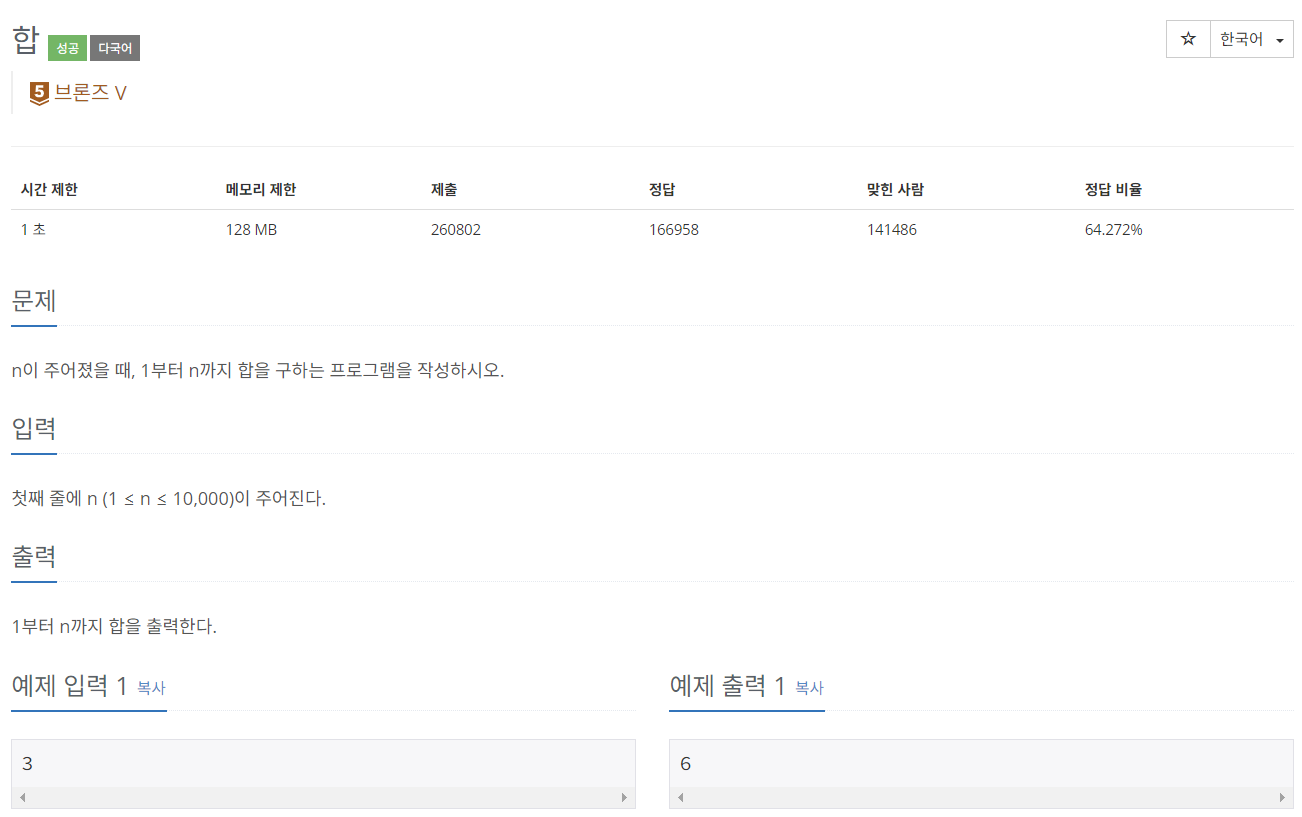 합 성공 다국어
☆ 한국어
5 브론즈 V
시간 제한 메모리 제한 제출 정답 맞힌 사람 정답 비율
1 초 128 MB 260802 166958 141486 64.272%
문제
n이 주어졌을 때, 1부터 n까지 합을 구하는 프로그램을 작성하시오.
입력
첫째 줄에 n (1 ≤ n ≤ 10,000)이 주어진다.
출력
1부터 n까지 합을 출력한다.
예제 입력 1 복사
3
예제 출력 1 복사
6